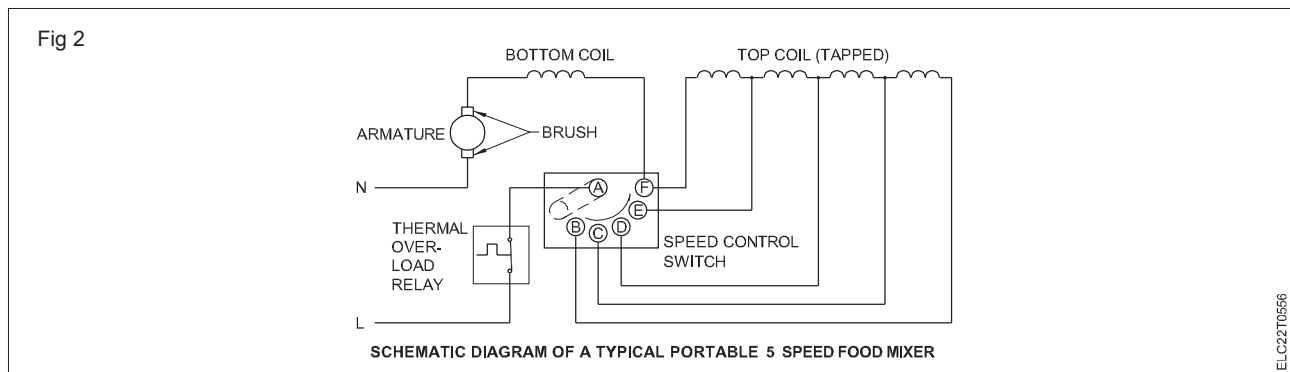 Fig 2
BOTTOM COIL
TOP COIL (TAPPED)
ARMATURE
BRUSH
N
A
F
E
B
C
D
THERMAL
OVER-
LOAD
RELAY
SPEED CONTROL
SWITCH
L
SCHEMATIC DIAGRAM OF A TYPICAL PORTABLE 5 SPEED FOOD MIXER
ELC22T0556